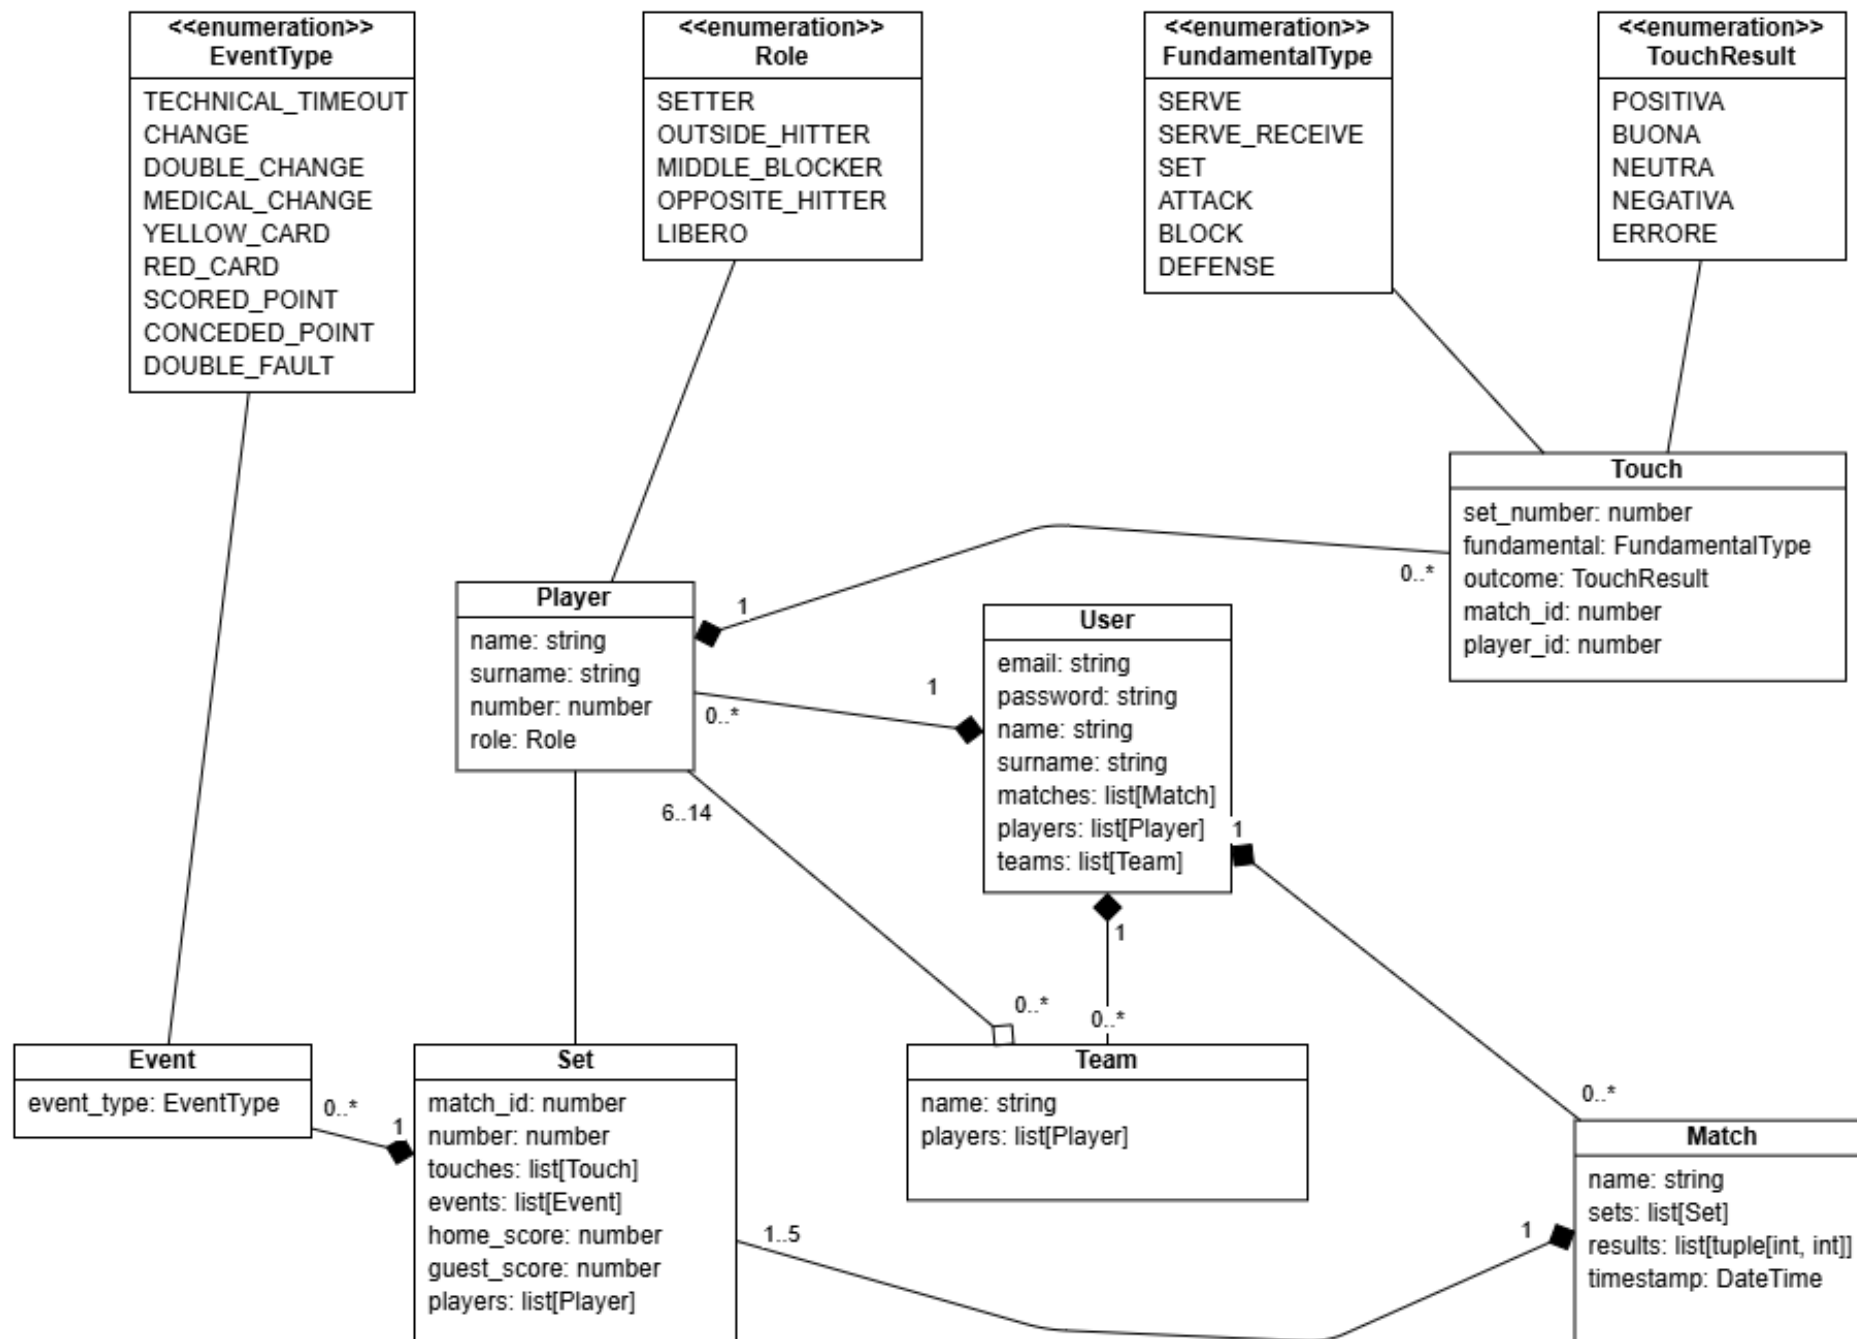 <<enumeration>>
EventType
TECHNICAL_TIMEOUT
CHANGE
DOUBLE_CHANGE
MEDICAL_CHANGE
YELLOW_CARD
RED_CARD
SCORED_POINT
CONCEDED_POINT
DOUBLE_FAULT
<<enumeration>>
Role
SETTER
OUTSIDE_HITTER
MIDDLE_BLOCKER
OPPOSITE_HITTER
LIBERO
<<enumeration>>
FundamentalType
SERVE
SERVE_RECEIVE
SET
ATTACK
BLOCK
DEFENSE
<<enumeration>>
TouchResult
POSITIVA
BUONA
NEUTRA
NEGATIVA
ERRORE
Touch
set_number: number
fundamental: FundamentalType
outcome: TouchResult
match_id: number
player_id: number
0..*
1
Player
name: string
surname: string
number: number
role: Role
0..*
1
6..14
User
email: string
password: string
name: string
surname: string
matches: list[Match]
players: list[Player]
teams: list[Team]
1
1
0..*
0..*
0..*
Event
event_type: EventType
0..*
1
Set
match_id: number
number: number
touches: list[Touch]
events: list[Event]
home_score: number
guest_score: number
players: list[Player]
1..5
1
Team
name: string
players: list[Player]
Match
name: string
sets: list[Set]
results: list[tuple[int, int]]
timestamp: DateTime